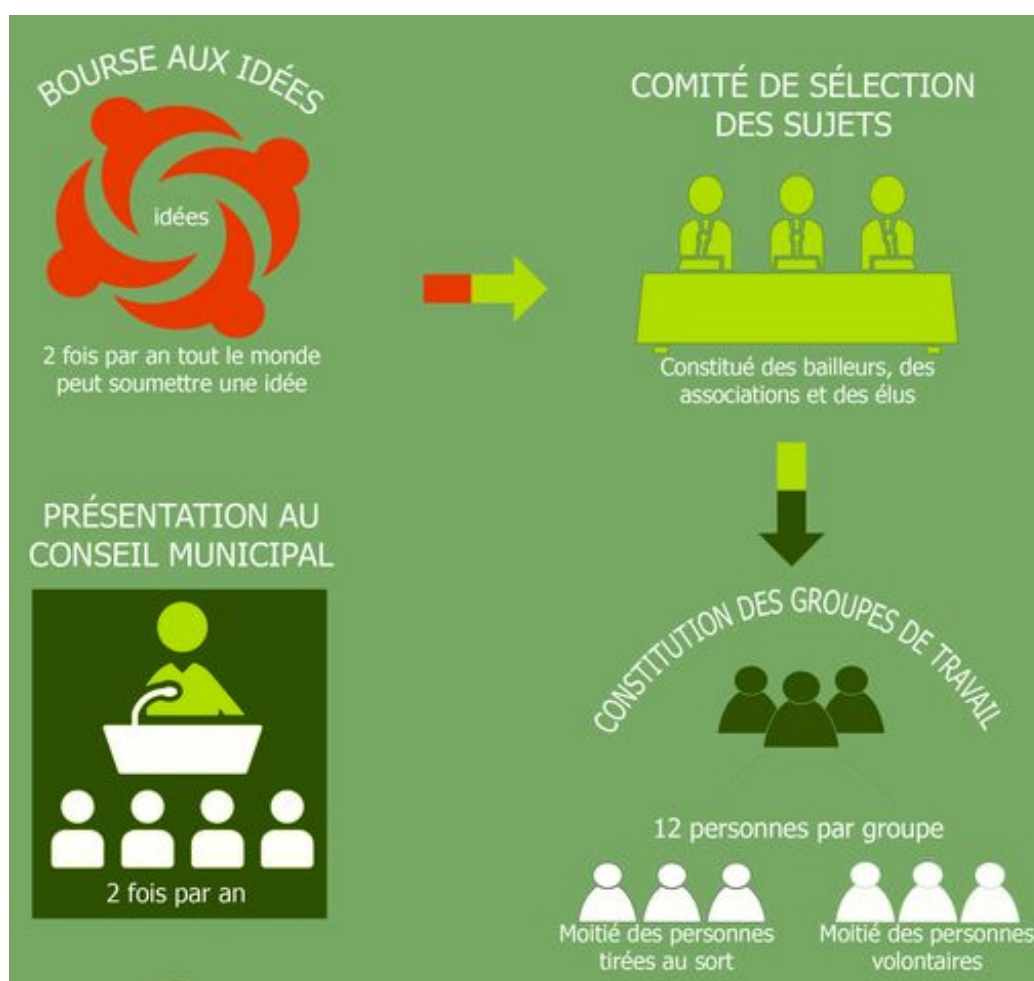 BOURSE AUX IDÉES
idées
2 fois par an tout le monde
peut soumettre une idée
COMITÉ DE SÉLECTION
DES SUJETS
Constitué des bailleurs, des
associations et des élus
CONSTITUTION DES GROUPES DE TRAVAIL
12 personnes par groupe
Moitié des personnes
tirées au sort
Moitié des personnes
volontaires
PRÉSENTATION AU
CONSEIL MUNICIPAL
2 fois par an